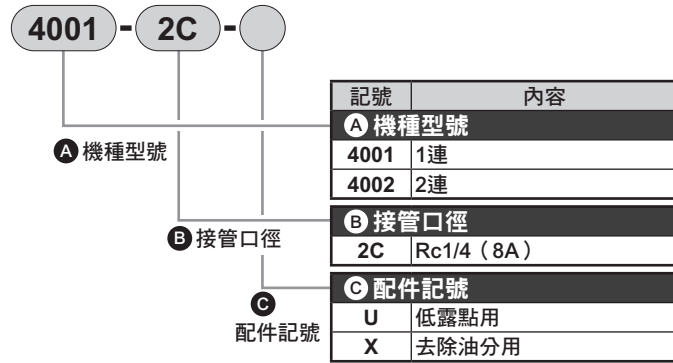 4001 - 2C -
A 機種型號
B 接管口徑
C
配件記號
記號 內容
A 機種型號
4001 1連
4002 2連
B 接管口徑
2C Rc1/4（8A）
C 配件記號
U 低露點用
X 去除油分用